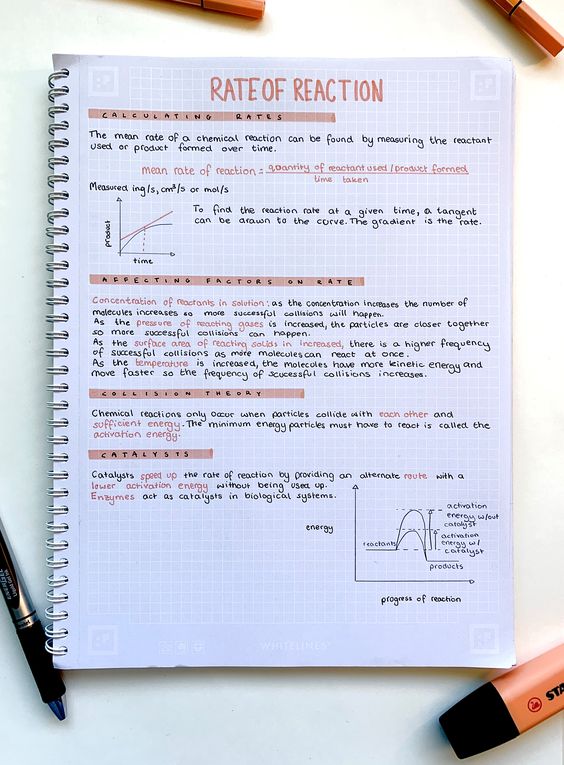 RATE OF REACTION
CALCULATING RATES
The mean rate of a chemical reaction can be found by measuring the reactant
used or product formed over time.
mean rate of reaction = quantity of reactant used / product formed
time taken
Measured in g/s, cm³/s or mol/s
To find the reaction rate at a given time, a tangent
can be drawn to the curve. The gradient is the rate.
product
time
AFFECTING FACTORS ON RATE
Concentration of reactants in solution: as the concentration increases the number of
molecules increases so more successful collisions will happen.
As the pressure of reacting gases is increased, the particles are closer together
so more successful collisions can happen.
As the surface area of reacting solids in increased, there is a higher frequency
of successful collisions as more molecules can react at once.
As the temperature is increased, the molecules have more kinetic energy and
move faster so the frequency of scucessful collisions increases.
COLLISION THEORY
Chemical reactions only occur when particles collide with each other and
sufficient energy. The minimum energy particles must have to react is called the
activation energy.
CATALYSTS
Catalysts speed up the rate of reaction by providing an alternate route with a
lower activation energy without being used up.
Enzymes act as catalysts in biological systems.
energy
reactants
activation
energy w/out
catalyst
activation
energy w/
catalyst
products
progress of reaction
WHITELINES®
STA